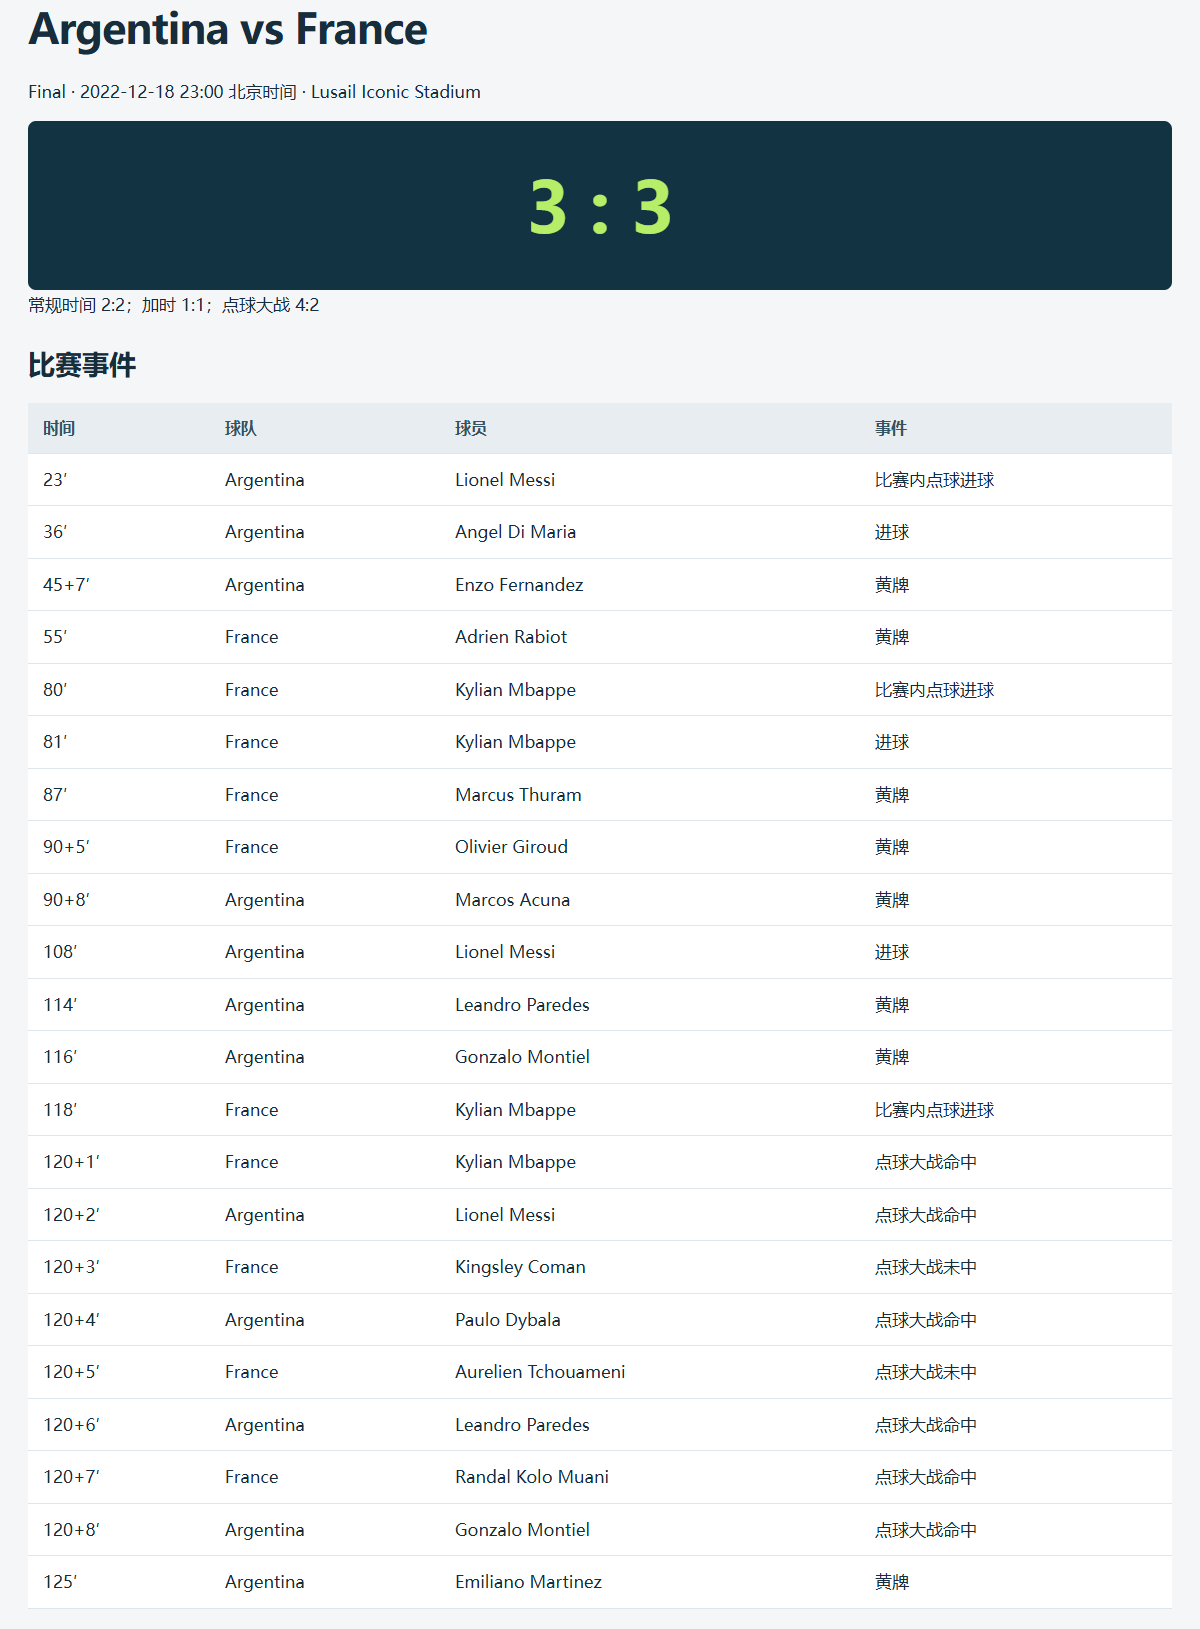 Argentina vs France
Final · 2022-12-18 23:00 北京时间 · Lusail Iconic Stadium
3 : 3
常规时间 2:2；加时 1:1；点球大战 4:2
比赛事件
时间 球队 球员 事件
23′ Argentina Lionel Messi 比赛内点球进球
36′ Argentina Angel Di Maria 进球
45+7′ Argentina Enzo Fernandez 黄牌
55′ France Adrien Rabiot 黄牌
80′ France Kylian Mbappe 比赛内点球进球
81′ France Kylian Mbappe 进球
87′ France Marcus Thuram 黄牌
90+5′ France Olivier Giroud 黄牌
90+8′ Argentina Marcos Acuna 黄牌
108′ Argentina Lionel Messi 进球
114′ Argentina Leandro Paredes 黄牌
116′ Argentina Gonzalo Montiel 黄牌
118′ France Kylian Mbappe 比赛内点球进球
120+1′ France Kylian Mbappe 点球大战命中
120+2′ Argentina Lionel Messi 点球大战命中
120+3′ France Kingsley Coman 点球大战未中
120+4′ Argentina Paulo Dybala 点球大战命中
120+5′ France Aurelien Tchouameni 点球大战未中
120+6′ Argentina Leandro Paredes 点球大战命中
120+7′ France Randal Kolo Muani 点球大战命中
120+8′ Argentina Gonzalo Montiel 点球大战命中
125′ Argentina Emiliano Martinez 黄牌